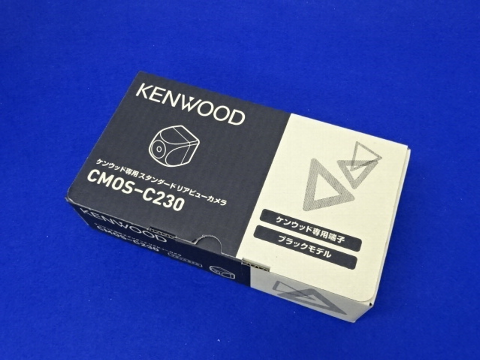 KENWOOD
ケンウッド専用 スタンダード リアビューカメラ
CMOS-C230
ケンウッド専用端子
ブラックモデル
KENWOOD
CMOS-C230